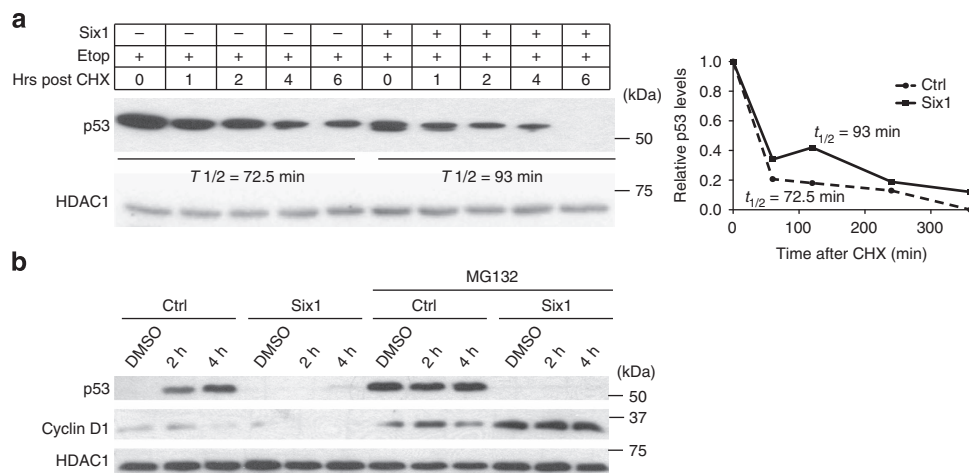 a
Six1 – – – – – + + + + +
Etop + + + + + + + + + +
Hrs post CHX 0 1 2 4 6 0 1 2 4 6
(kDa)
p53
50
T 1/2 = 72.5 min T 1/2 = 93 min
75
HDAC1
Relative p53 levels
1.0
0.8
0.6
0.4
0.2
0.0
Ctrl
Six1
t1/2 = 93 min
t1/2 = 72.5 min
0 100 200 300
Time after CHX (min)
b
MG132
Ctrl Six1 Ctrl Six1
DMSO 2 h 4 h DMSO 2 h 4 h DMSO 2 h 4 h DMSO 2 h 4 h
(kDa)
p53
50
37
Cyclin D1
75
HDAC1